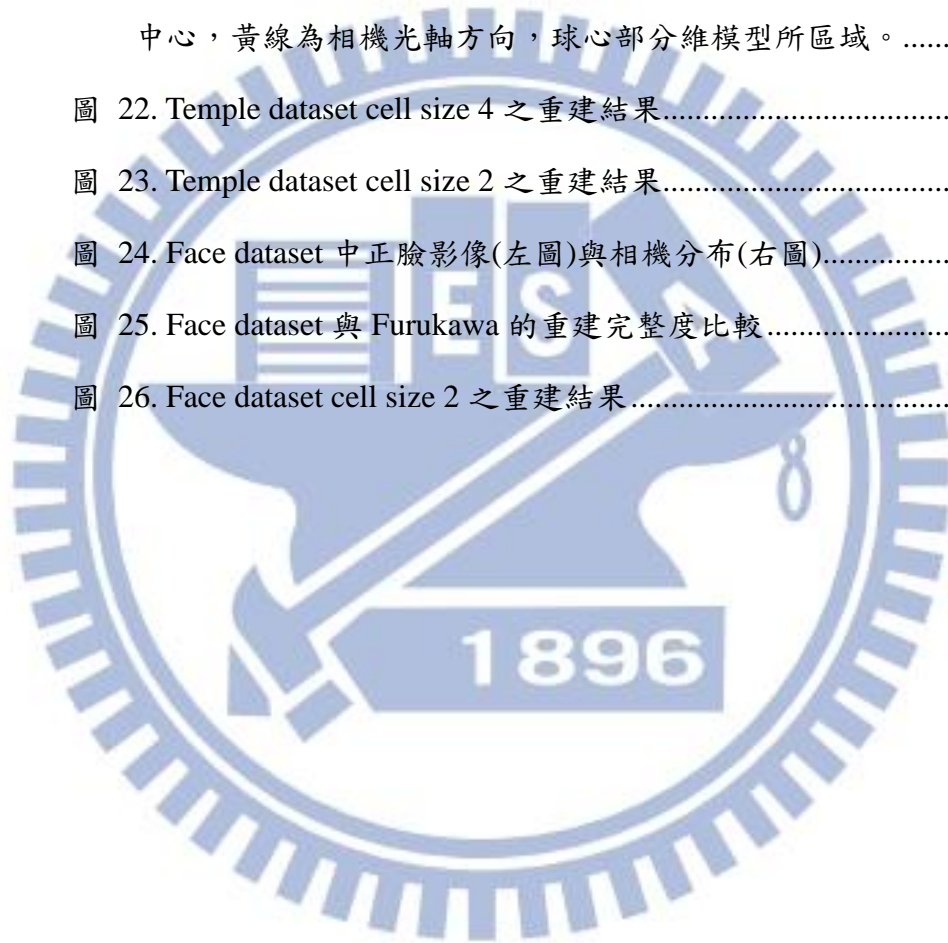 中心，黃線為相機光軸方向，球心部分維模型所區域。......
圖 22. Temple dataset cell size 4 之重建結果..................................
圖 23. Temple dataset cell size 2 之重建結果..................................
圖 24. Face dataset 中正臉影像(左圖)與相機分布(右圖)..................
圖 25. Face dataset 與 Furukawa 的重建完整度比較......................
圖 26. Face dataset cell size 2 之重建結果.....................................
E S A
1896